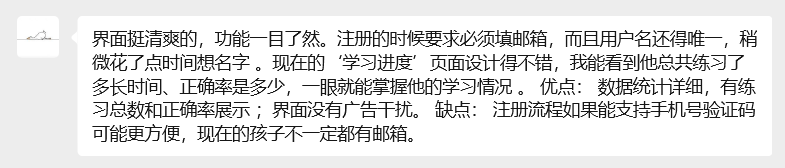 界面挺清爽的，功能一目了然。注册的时候要求必须填邮箱，而且用户名还得唯一，稍
微花了点时间想名字 。现在的‘学习进度’页面设计得不错，我能看到他总共练习了
多长时间、正确率是多少，一眼就能掌握他的学习情况 。 优点： 数据统计详细，有练
习总数和正确率展示 ；界面没有广告干扰。 缺点： 注册流程如果能支持手机号验证码
可能更方便，现在的孩子不一定都有邮箱。